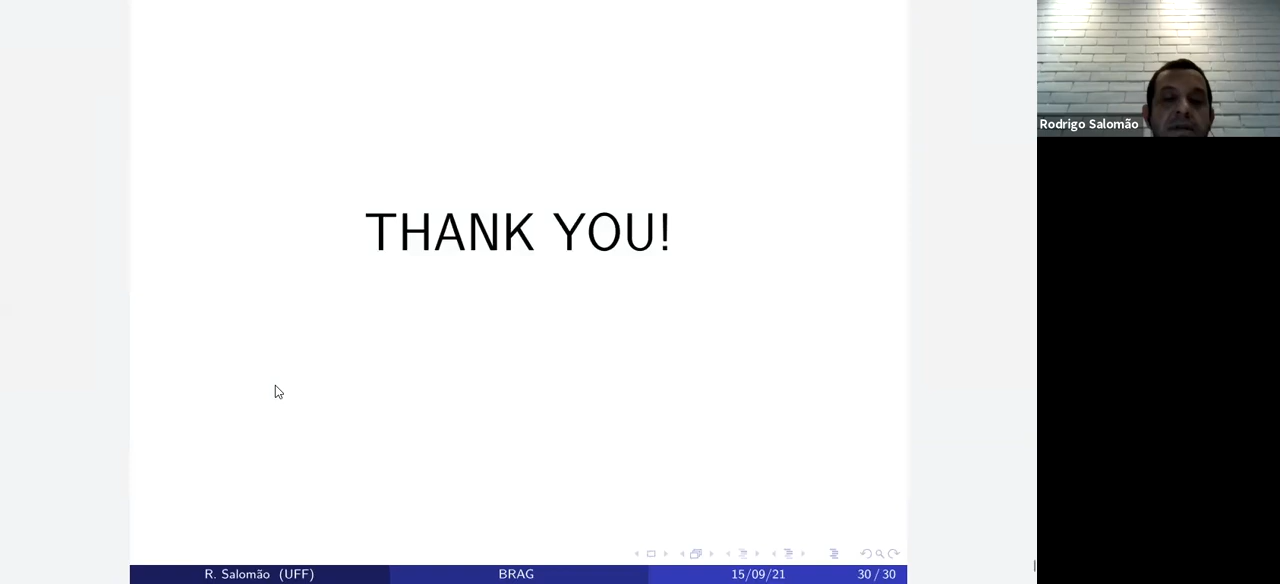 THANK YOU!
Rodrigo Salomão
R. Salomão (UFF) BRAG 15/09/21 30 / 30